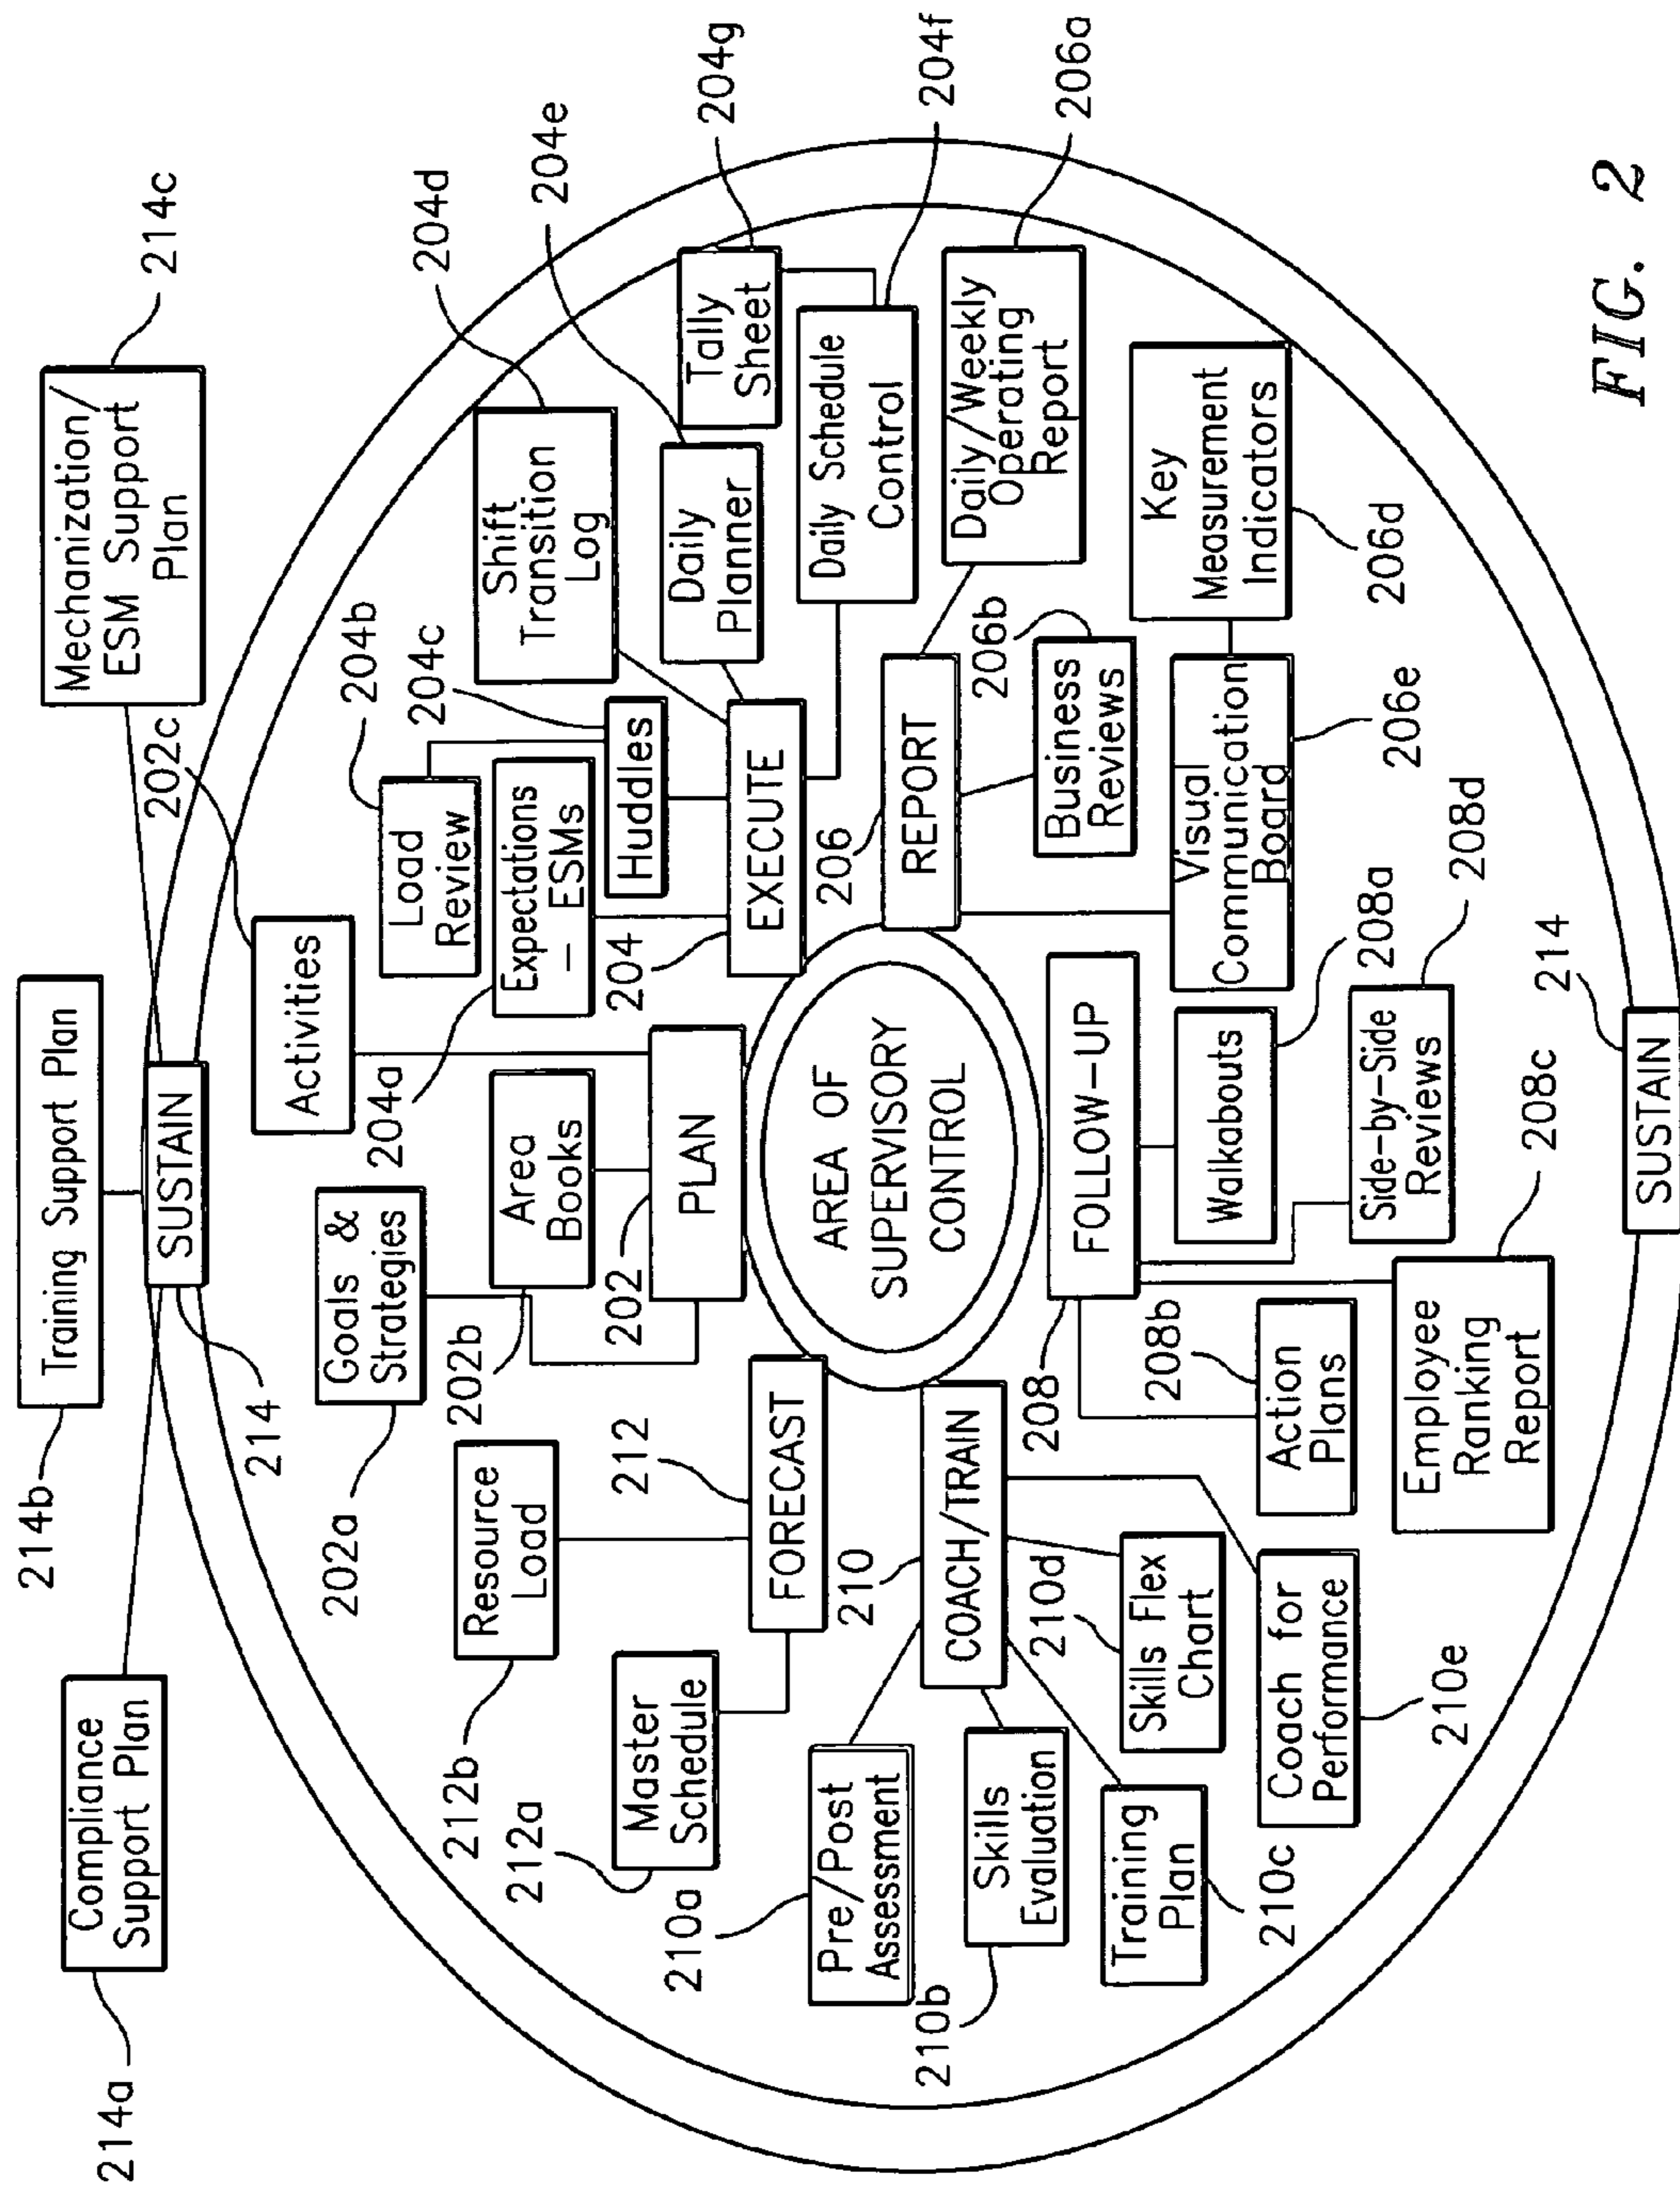 214a
Compliance
Support Plan
214b
Training Support Plan
Mechanization/
ESM Support
Plan
214c
SUSTAIN
214
202a
Goals &
Strategies
202b
Area
Books
Activities
202c
202
PLAN
204a
Expectations
– ESMs
Load
Review
204b
204c
Huddles
Shift
Transition
Log
204d
Daily
Planner
204e
Tally
Sheet
204g
Daily Schedule
Control
204f
204
EXECUTE
212b
Resource
Load
212a
Master
Schedule
212
FORECAST
AREA OF
SUPERVISORY
CONTROL
206
REPORT
Daily/Weekly
Operating
Report
206a
206b
Business
Reviews
Key
Measurement
Indicators
206d
Visual
Communication
Board
206e
210a
Pre/Post
Assessment
210
COACH/TRAIN
210b
Skills
Evaluation
Training
Plan
210c
210d
Skills Flex
Chart
Coach for
Performance
210e
208
FOLLOW–UP
Walkabouts
208a
208b
Action
Plans
Side–by–Side
Reviews
208d
Employee
Ranking
Report
208c
SUSTAIN
214
FIG. 2